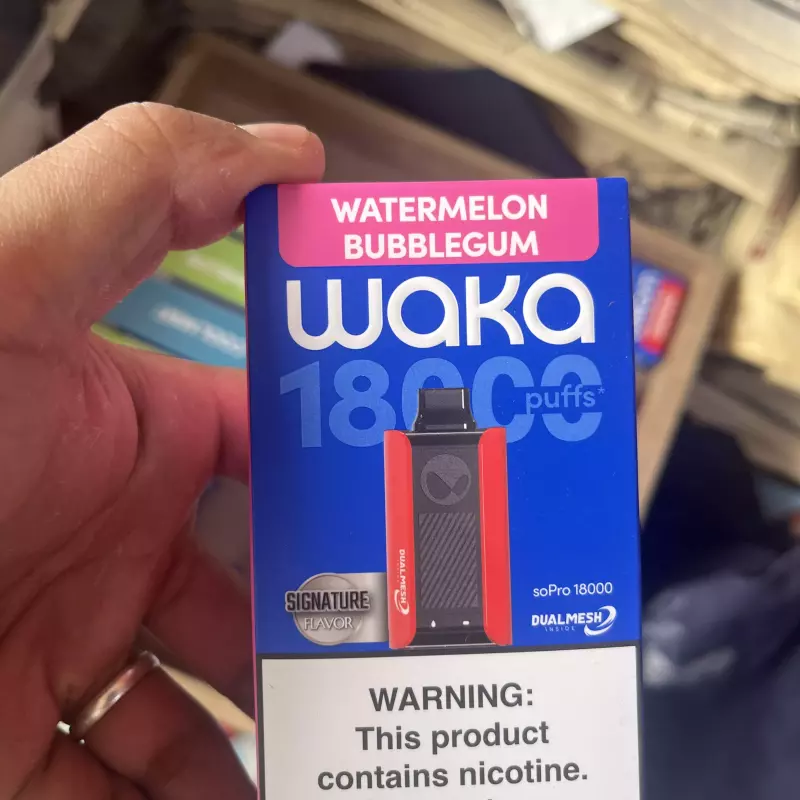 WATERMELON
BUBBLEGUM
waka
18000
puffs*
DUALMESH
SIGNATURE
FLAVOR
soPro 18000
DUALMESH
INSIDE
WARNING:
This product
contains nicotine.